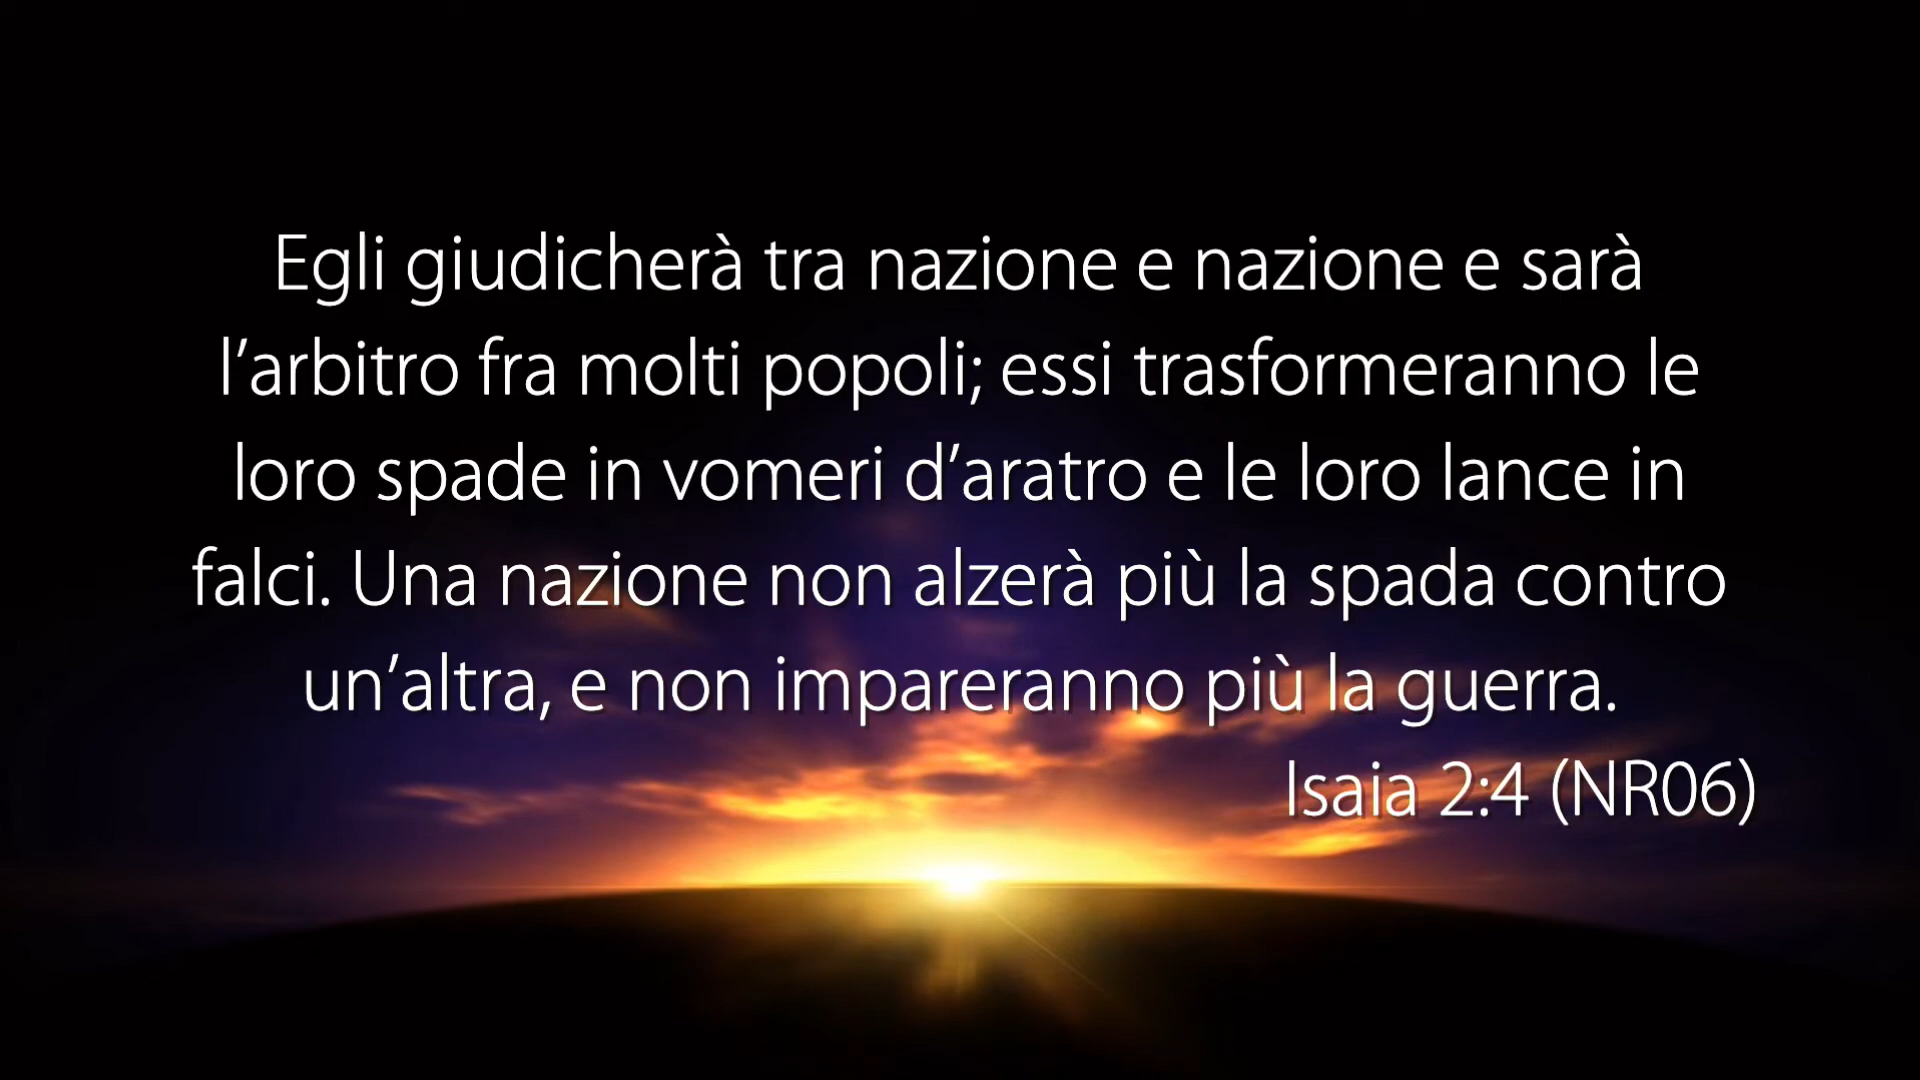 Egli giudicherà tra nazione e nazione e sarà
l’arbitro fra molti popoli; essi trasformeranno le
loro spade in vomeri d’aratro e le loro lance in
falci. Una nazione non alzerà più la spada contro
un’altra, e non impareranno più la guerra.
Isaia 2:4 (NR06)